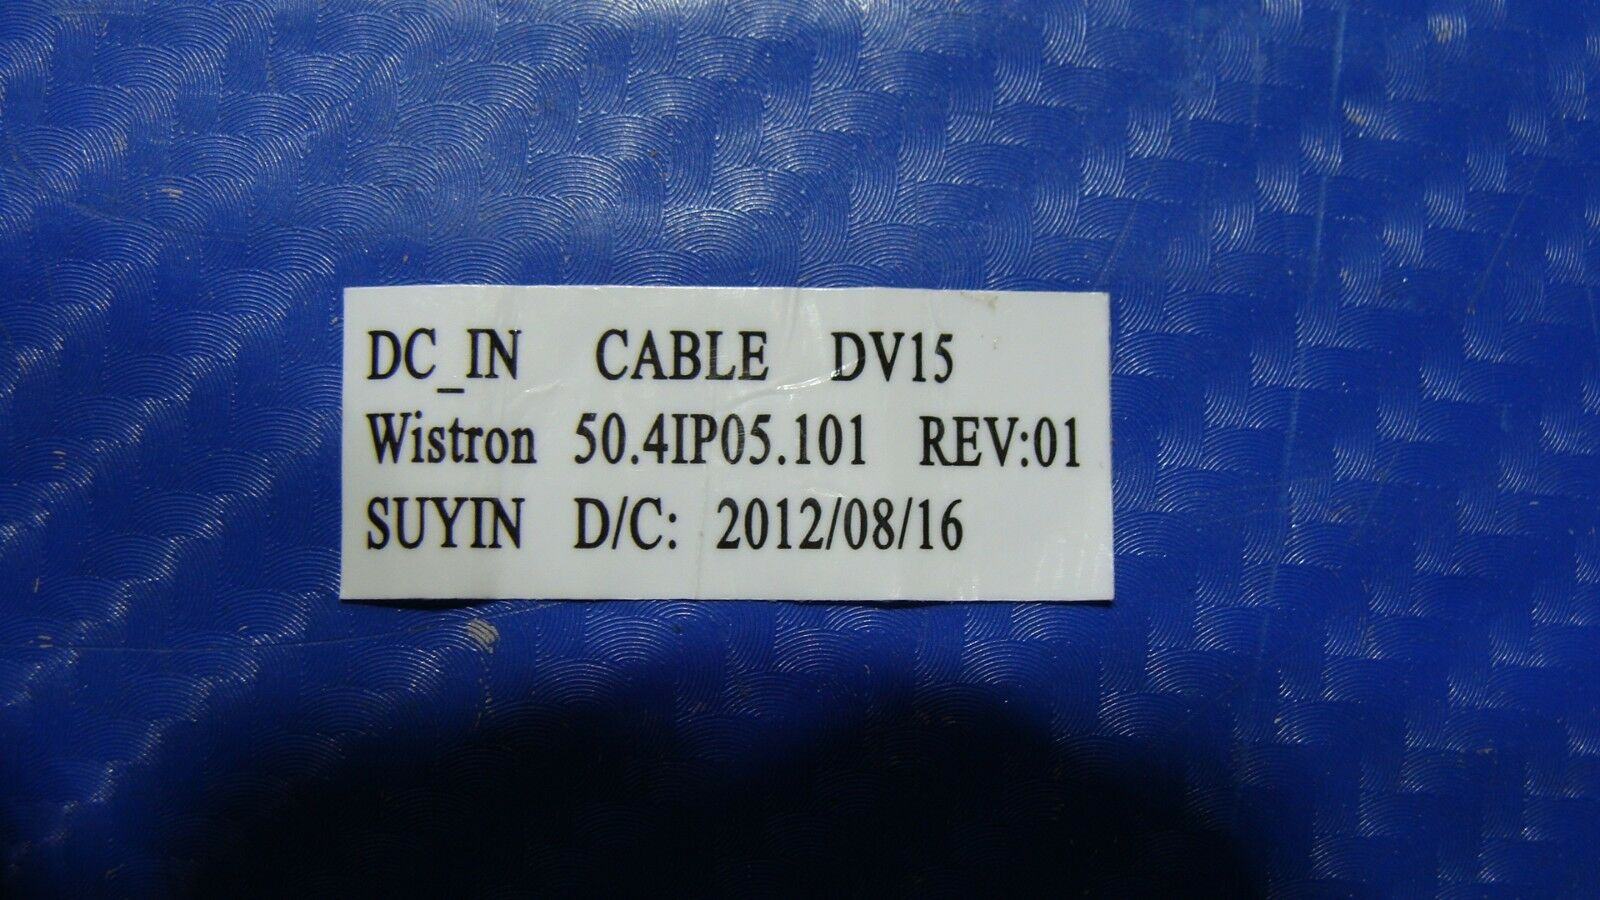 DC_IN CABLE DV15
Wistron 50.4IP05.101 REV:01
SUYIN D/C: 2012/08/16